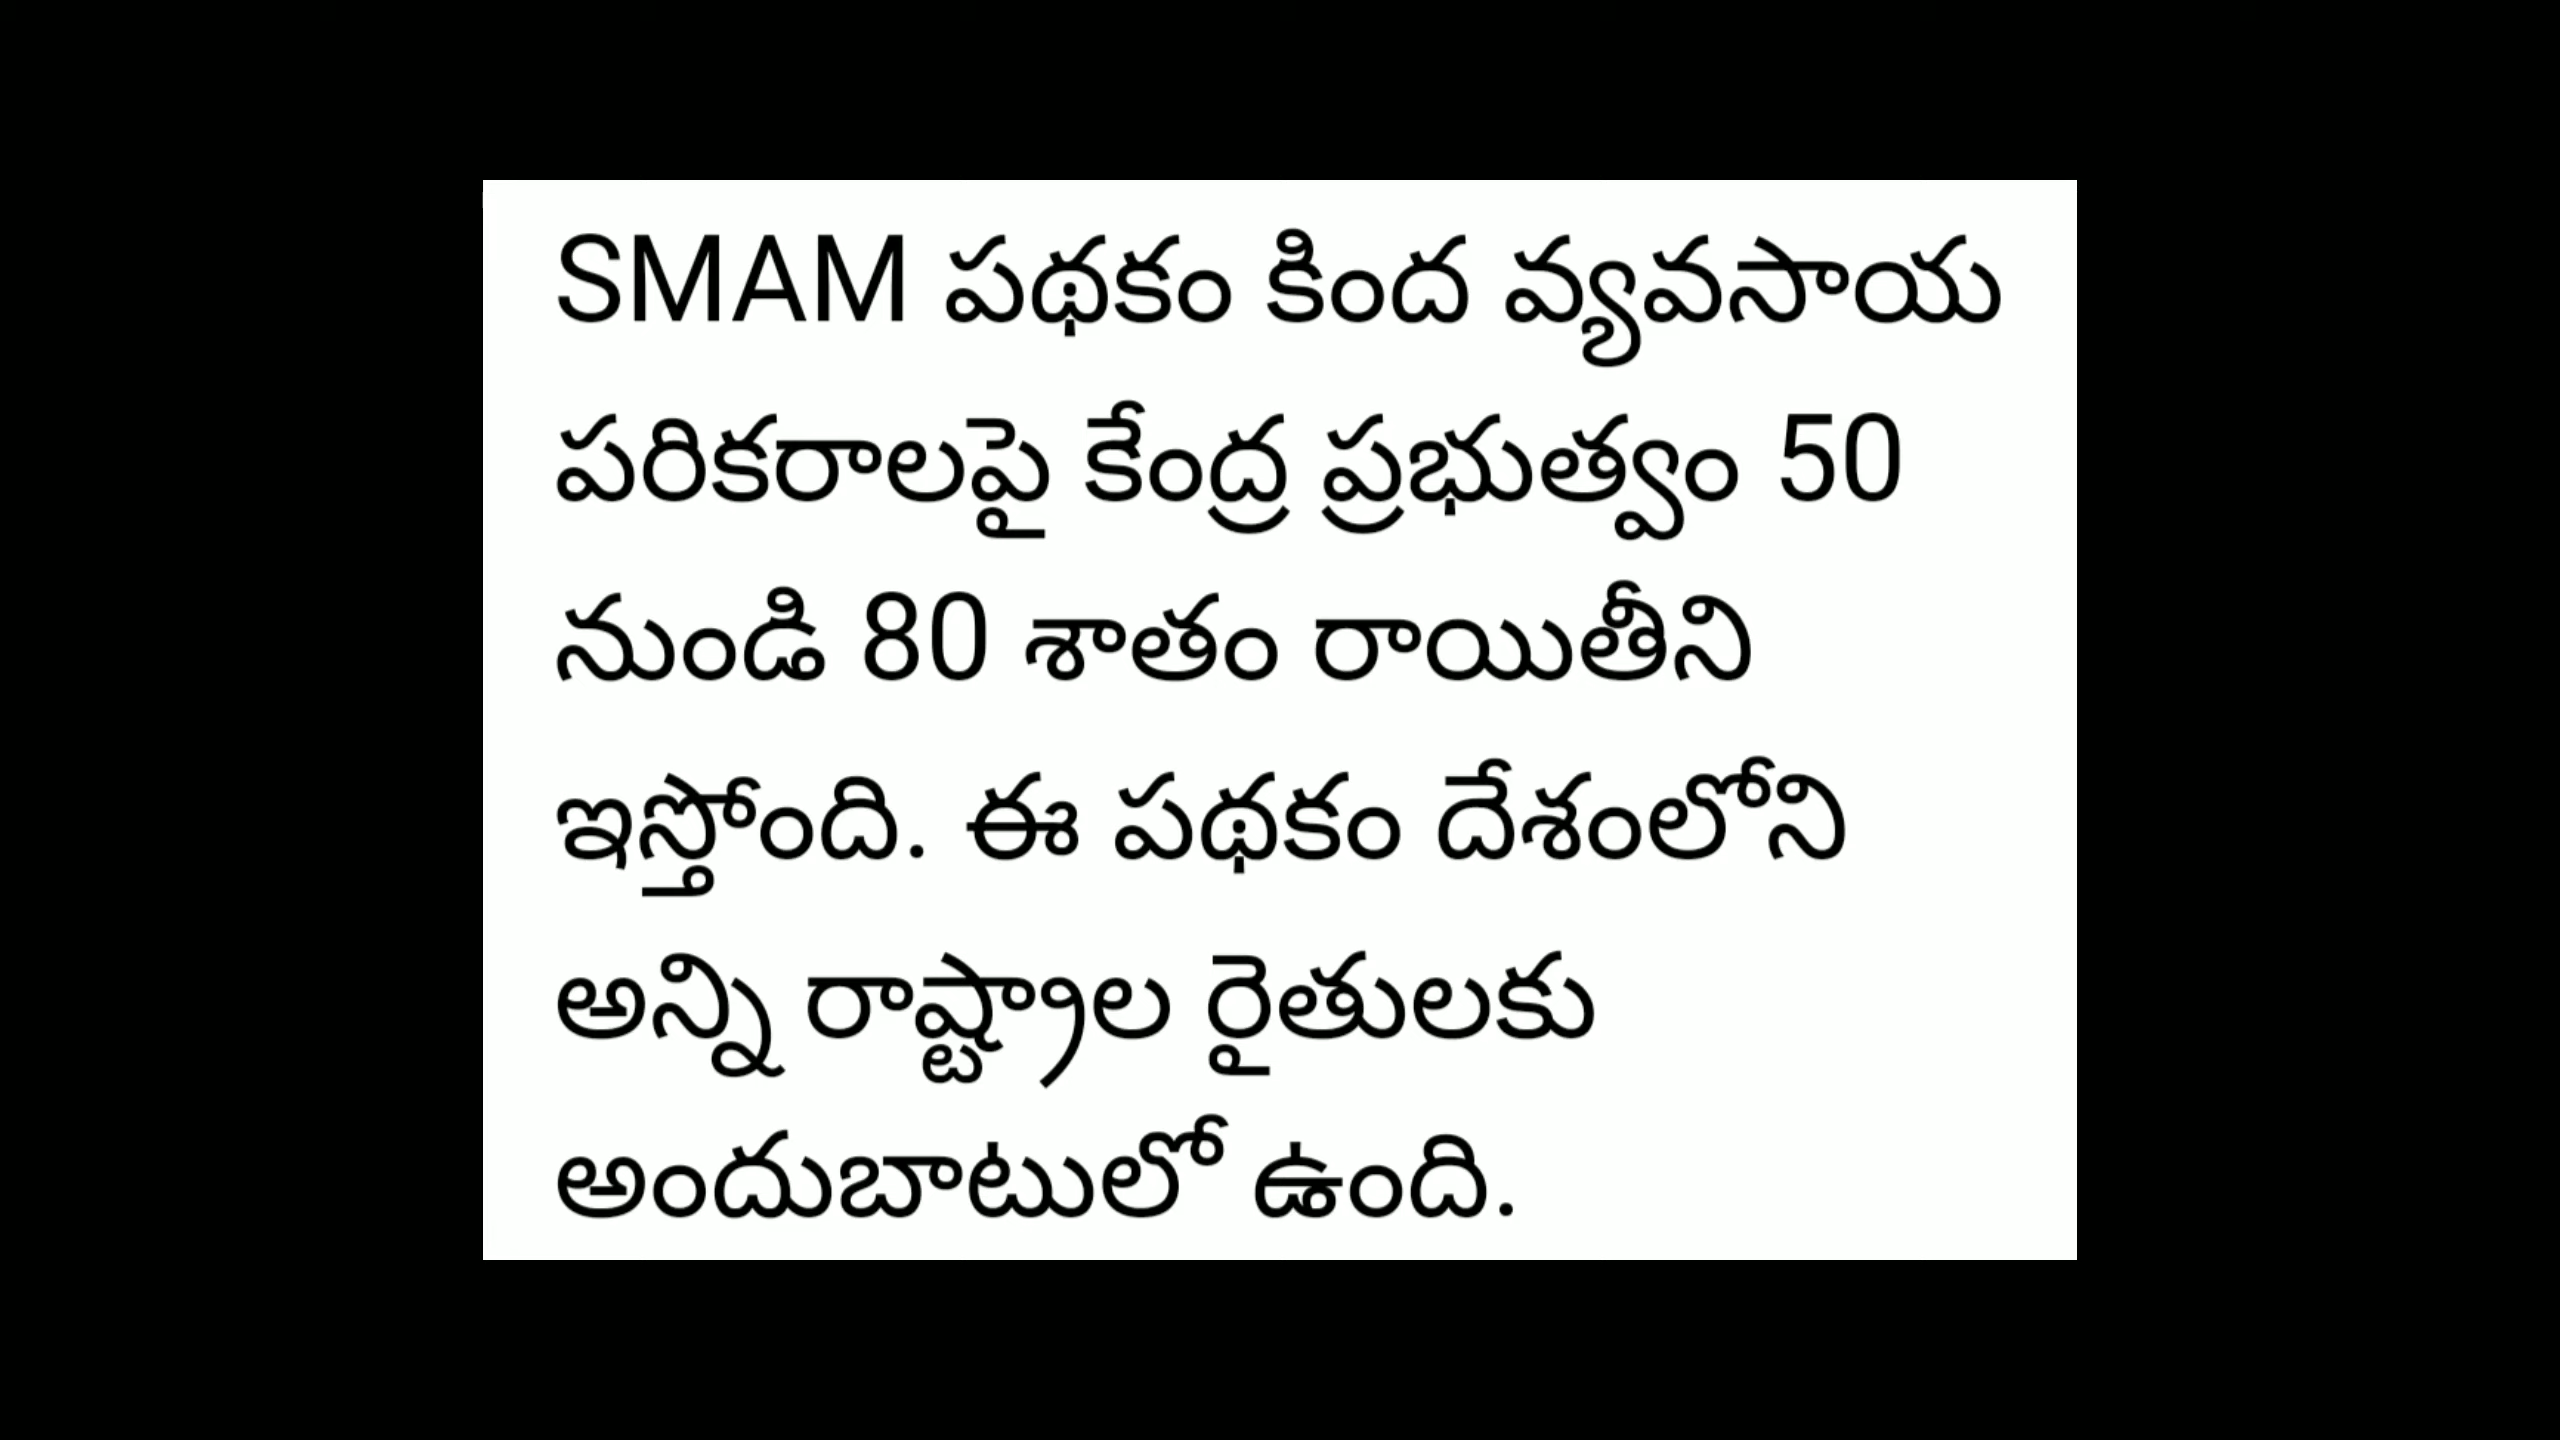 SMAM పథకం కింద వ్యవసాయ
పరికరాలపై కేంద్ర ప్రభుత్వం 50
నుండి 80 శాతం రాయితీని
ఇస్తోంది. ఈ పథకం దేశంలోని
అన్ని రాష్ట్రాల రైతులకు
అందుబాటులో ఉంది.